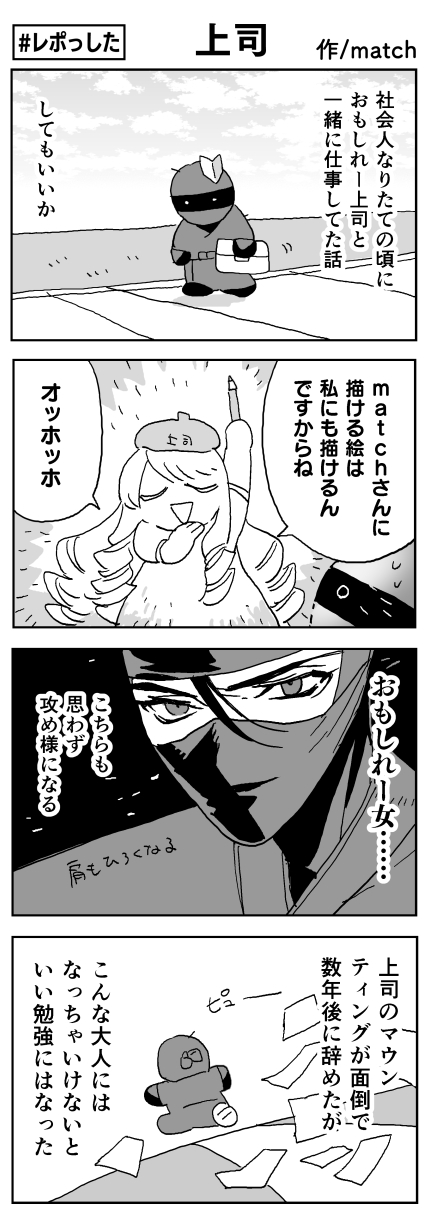 #レポっした
上司
作/match
社会人なりたての頃に
おもしれー上司と
一緒に仕事してた話
してもいいか
matchさんに
描ける絵は
私にも描けるん
ですからね
上司
オッホッホ
おもしれー女……
こちらも
思わず
攻め様になる
肩もひろくなる
上司のマウン
ティングが面倒で
数年後に辞めたが
ピュー
こんな大人には
なっちゃいけないと
いい勉強にはなった